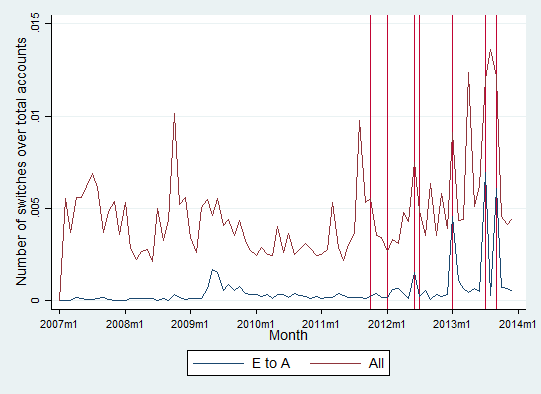 Number of switches over total accounts
.015
.01
.005
0
2007m1 2008m1 2009m1 2010m1 2011m1 2012m1 2013m1 2014m1
Month
E to A All